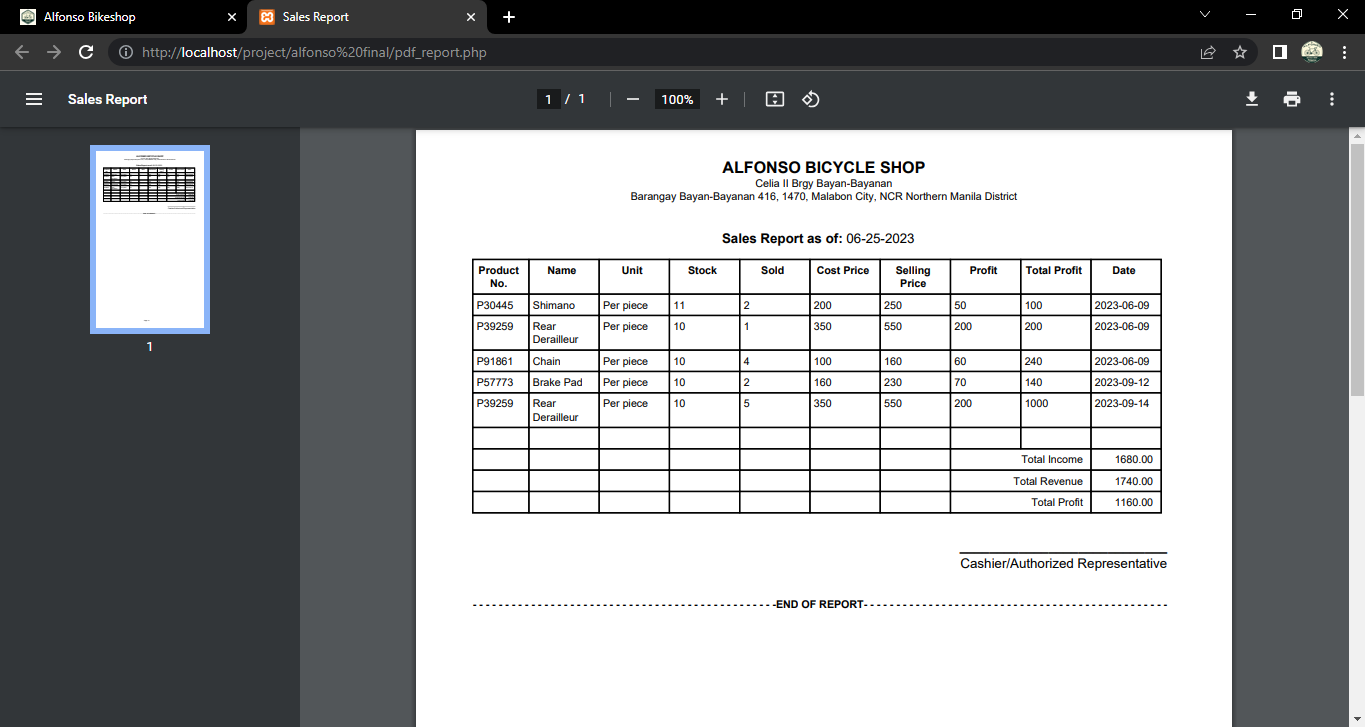 Alfonso Bikeshop
Sales Report
http://localhost/project/alfonso%20final/pdf_report.php
Sales Report
1 / 1
100%
1
ALFONSO BICYCLE SHOP
Celia II Brgy Bayan-Bayanan
Barangay Bayan-Bayanan 416, 1470, Malabon City, NCR Northern Manila District
Sales Report as of: 06-25-2023
Product No. Name Unit Stock Sold Cost Price Selling Price Profit Total Profit Date
P30445 Shimano Per piece 11 2 200 250 50 100 2023-06-09
P39259 Rear Derailleur Per piece 10 1 350 550 200 200 2023-06-09
P91861 Chain Per piece 10 4 100 160 60 240 2023-06-09
P57773 Brake Pad Per piece 10 2 160 230 70 140 2023-09-12
P39259 Rear Derailleur Per piece 10 5 350 550 200 1000 2023-09-14
Total Income 1680.00
Total Revenue 1740.00
Total Profit 1160.00
Cashier/Authorized Representative
- - - - - - - - - - - - - - - - - - - - - - - - - - - - - - - - - - - - - - - - - - - - - - -END OF REPORT- - - - - - - - - - - - - - - - - - - - - - - - - - - - - - - - - - - - - - - - - - - - - - -